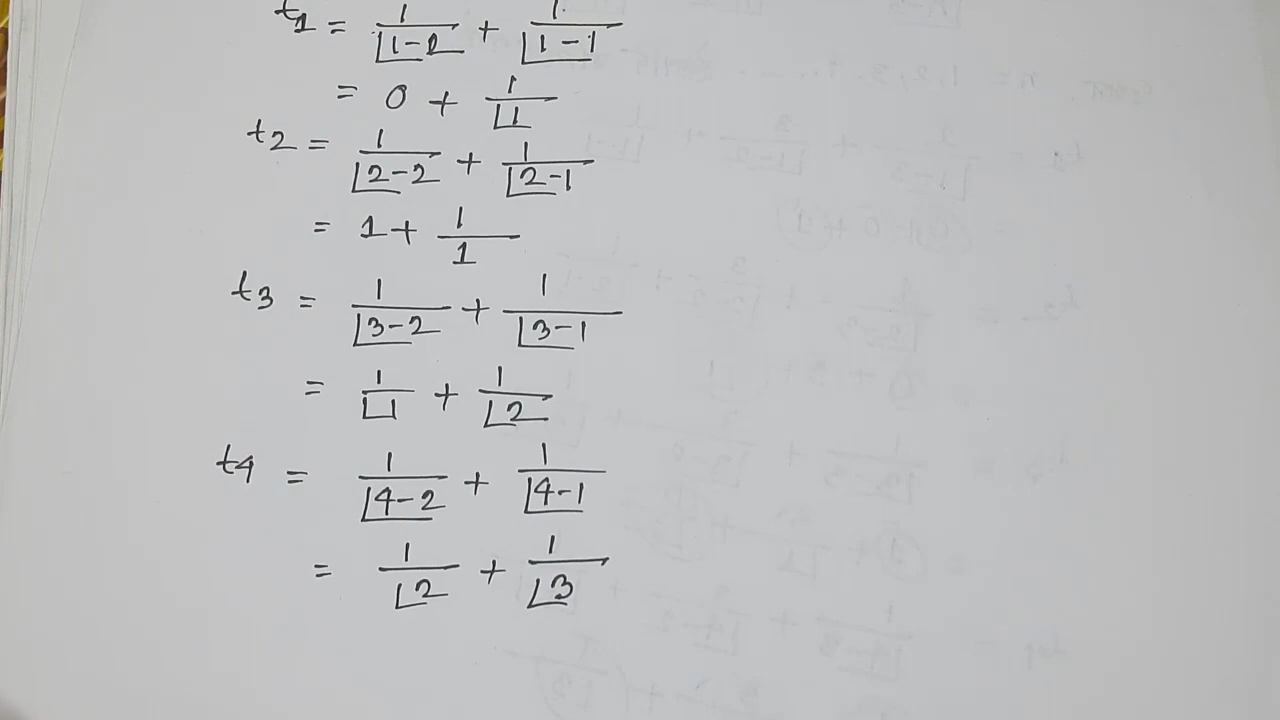 t1 = 1/⌊1-2 + 1/⌊1-1
= 0 + 1/⌊1
t2 = 1/⌊2-2 + 1/⌊2-1
= 1 + 1/1
t3 = 1/⌊3-2 + 1/⌊3-1
= 1/⌊1 + 1/⌊2
t4 = 1/⌊4-2 + 1/⌊4-1
= 1/⌊2 + 1/⌊3